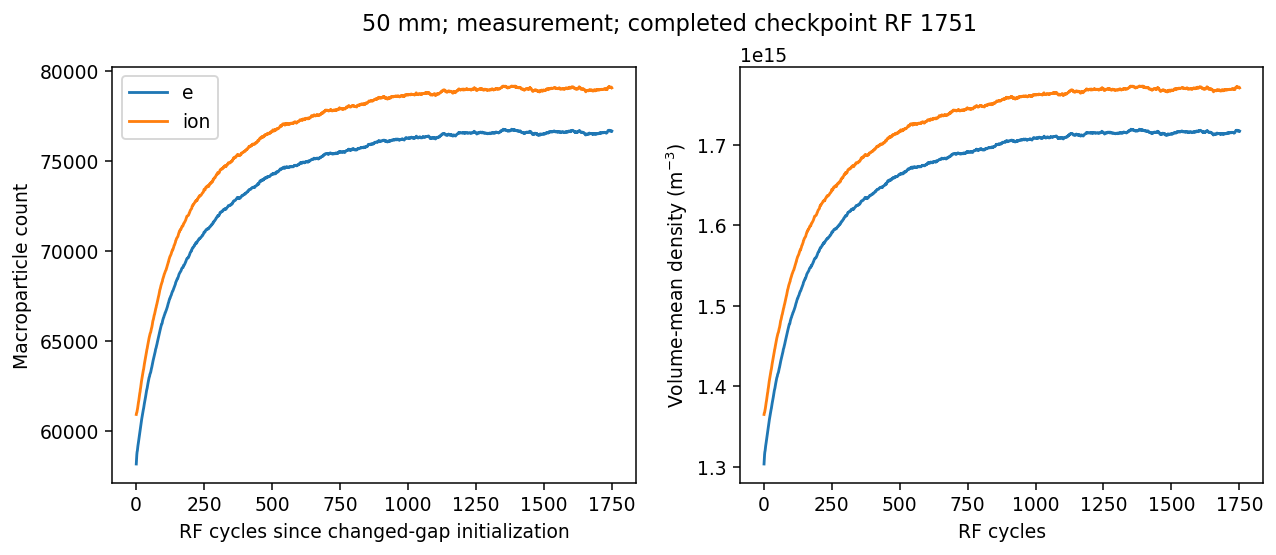 50 mm; measurement; completed checkpoint RF 1751
80000
75000
70000
65000
60000
Macroparticle count
e
ion
0 250 500 750 1000 1250 1500 1750
RF cycles since changed-gap initialization
1e15
1.7
1.6
1.5
1.4
1.3
Volume-mean density (m⁻³)
0 250 500 750 1000 1250 1500 1750
RF cycles